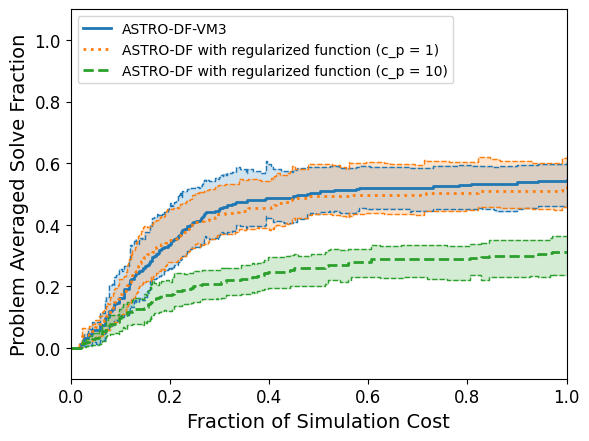 ASTRO-DF-VM3
ASTRO-DF with regularized function (c_p = 1)
ASTRO-DF with regularized function (c_p = 10)
Problem Averaged Solve Fraction
1.0
0.8
0.6
0.4
0.2
0.0
0.0 0.2 0.4 0.6 0.8 1.0
Fraction of Simulation Cost